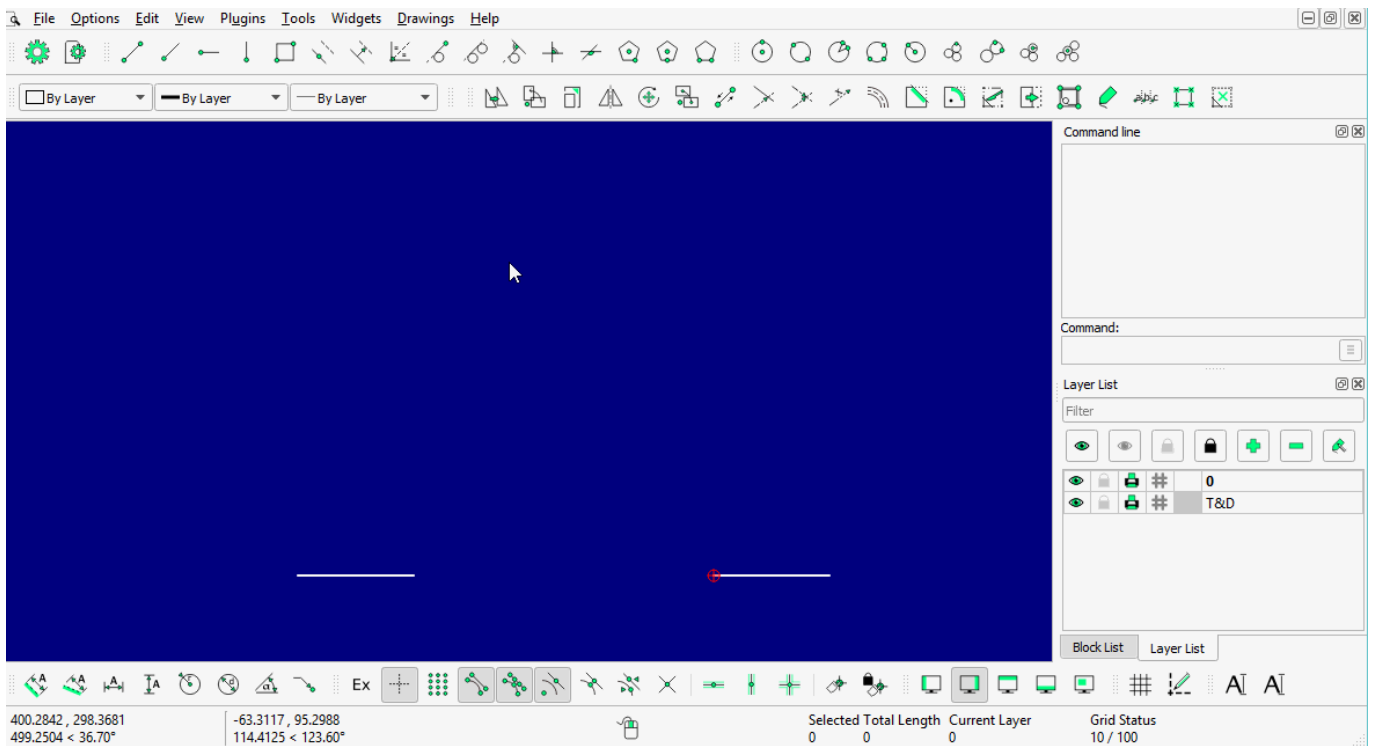 File Options Edit View Plugins Tools Widgets Drawings Help
By Layer By Layer By Layer
Command line
Command:
Layer List
Filter
0
T&D
Block List Layer List
Ex
400.2842 , 298.3681 -63.3117 , 95.2988 Selected Total Length Current Layer Grid Status
499.2504 < 36.70° 114.4125 < 123.60° 0 0 0 10 / 100